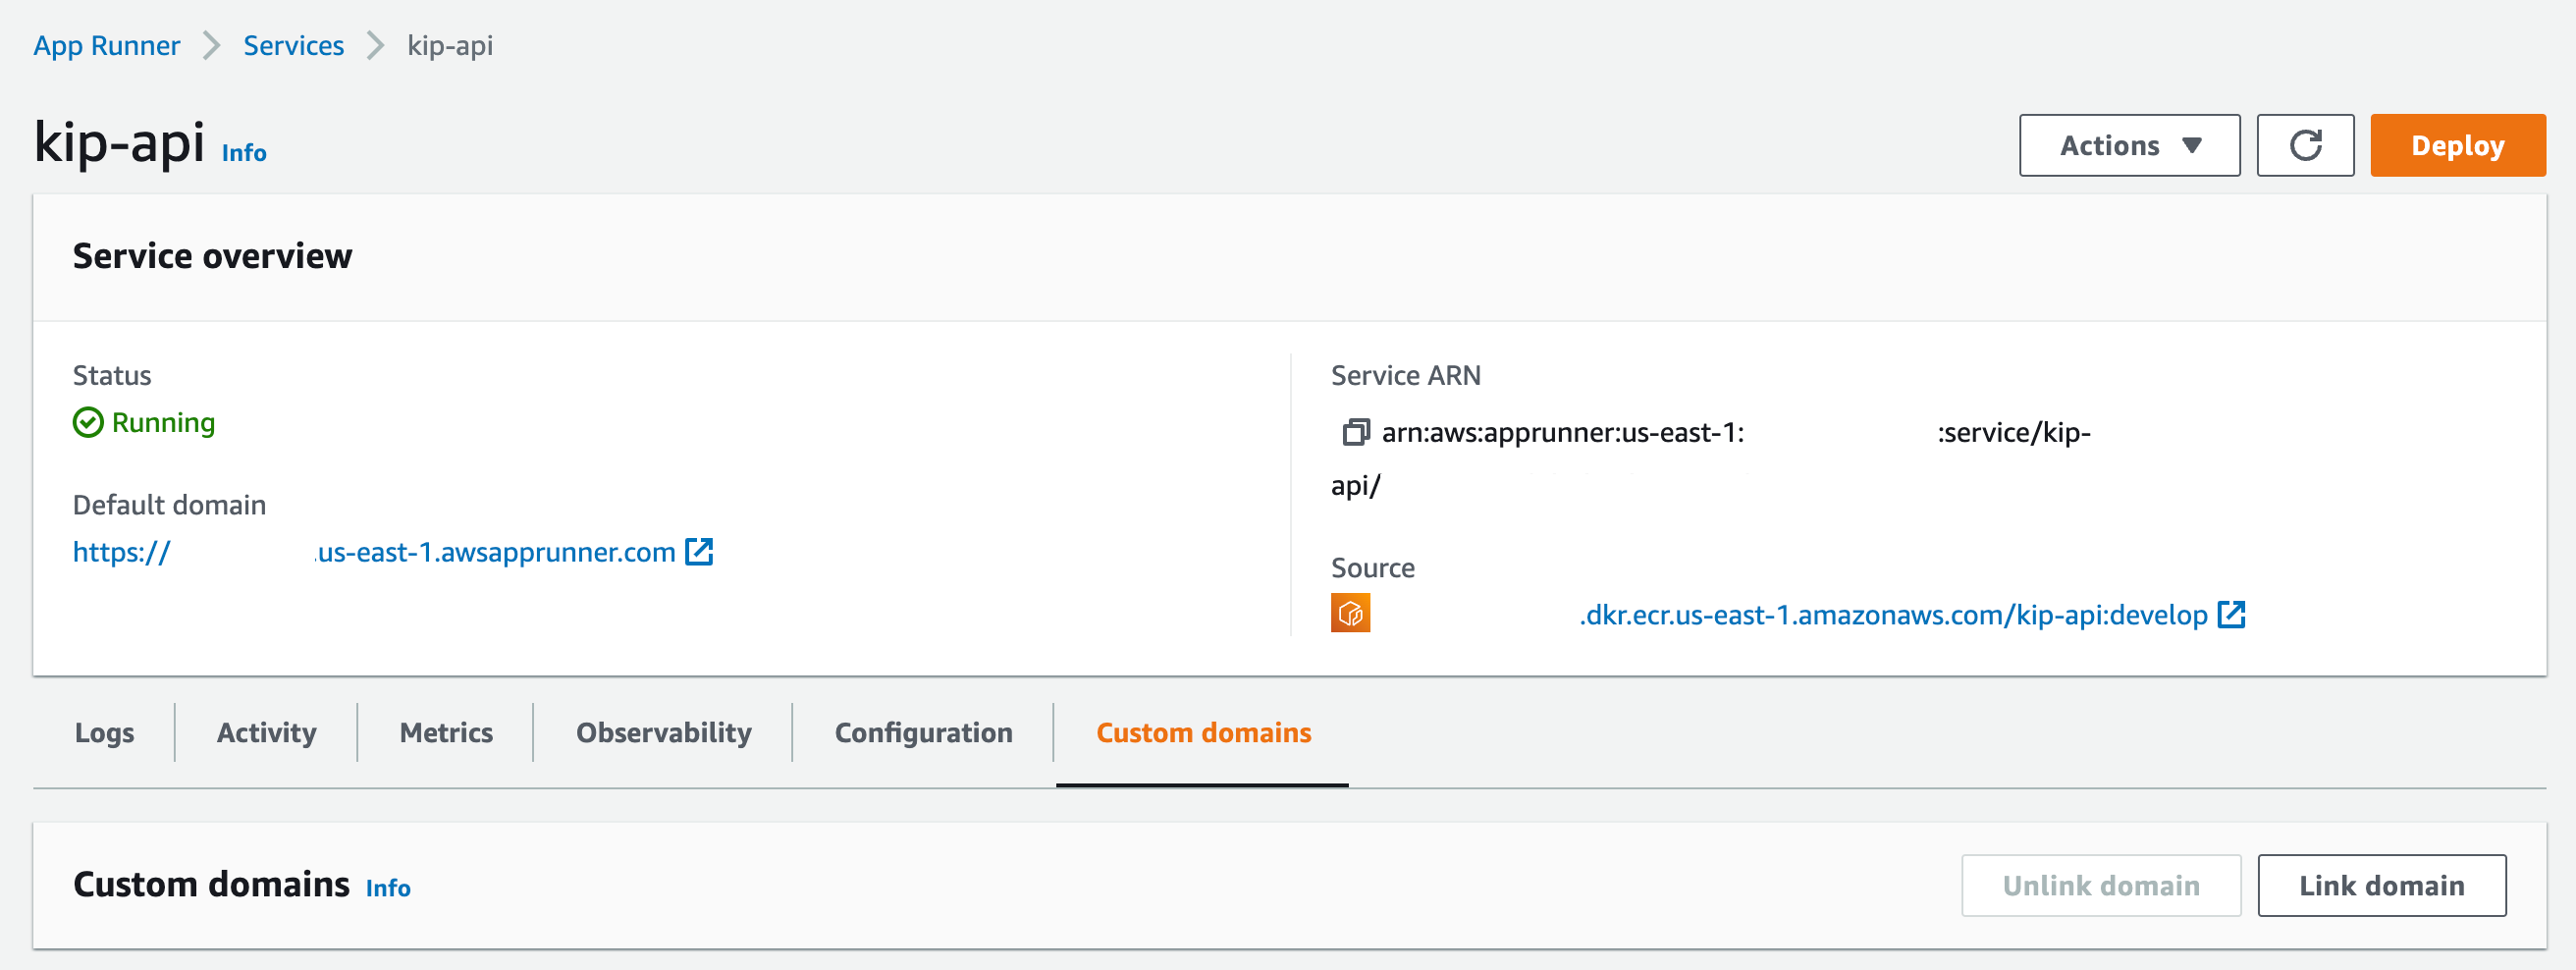 App Runner Services kip-api
kip-api Info
Actions Deploy
Service overview
Status
Running
Default domain
https:// .us-east-1.awsapprunner.com
Service ARN
arn:aws:apprunner:us-east-1: :service/kip-
api/
Source
.dkr.ecr.us-east-1.amazonaws.com/kip-api:develop
Logs Activity Metrics Observability Configuration Custom domains
Custom domains Info
Unlink domain Link domain